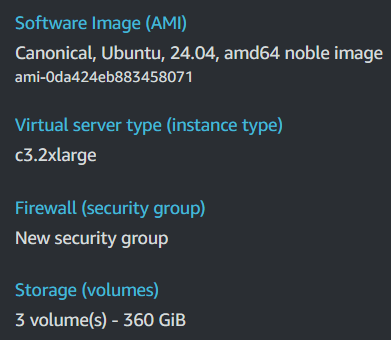 Software Image (AMI)
Canonical, Ubuntu, 24.04, amd64 noble image
ami-0da424eb883458071
Virtual server type (instance type)
c3.2xlarge
Firewall (security group)
New security group
Storage (volumes)
3 volume(s) - 360 GiB